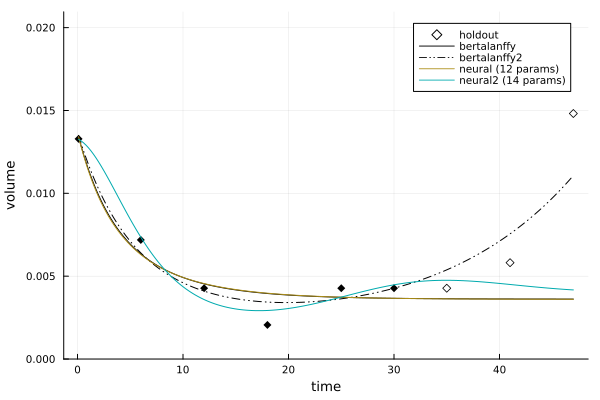 0.020
0.015
0.010
0.005
0.000
volume
holdout
bertalanffy
bertalanffy2
neural (12 params)
neural2 (14 params)
0 10 20 30 40
time